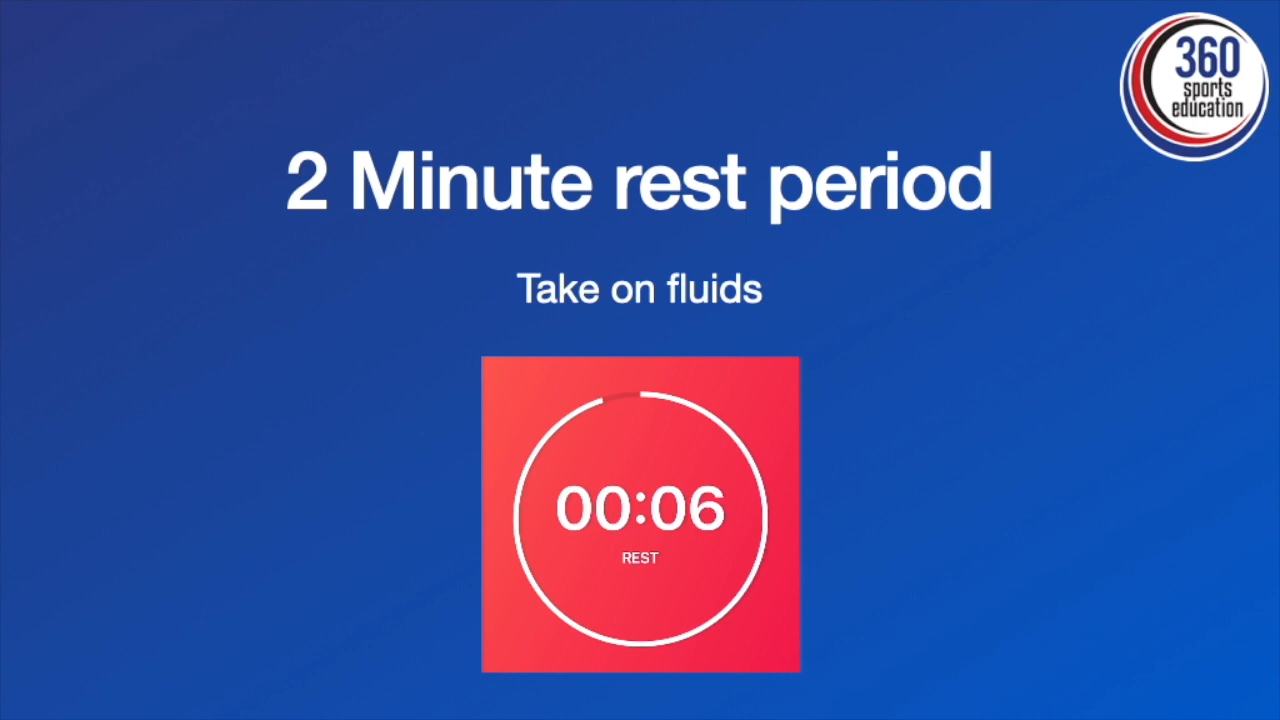 360
sports
education
2 Minute rest period
Take on fluids
00:06
REST